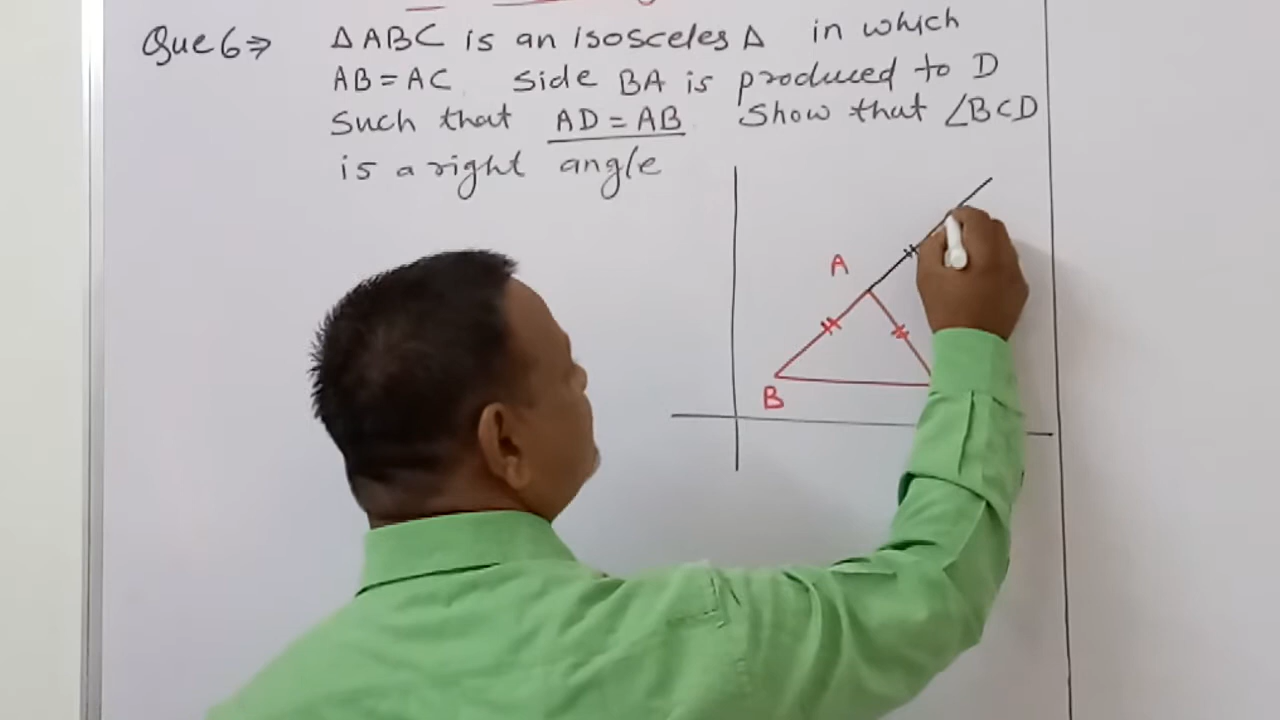 Que 6⇒ ΔABC is an isosceles Δ in which
AB = AC. Side BA is produced to D
Such that AD = AB. Show that ∠BCD
is a right angle
A
B